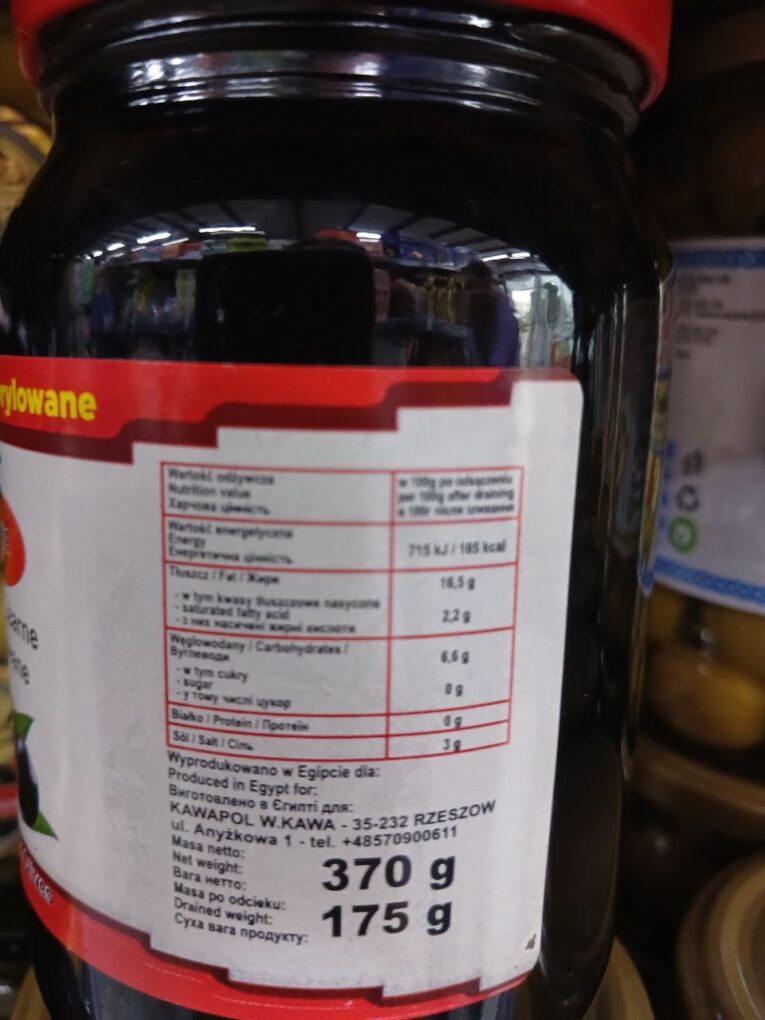 rylowane
Wartość odżywcza
Nutrition value
Харчова цінність
w 100g po odsączeniu
per 100g after draining
в 100г після зливання
Wartość energetyczna
Energy
Енергетична цінність
715 kJ / 165 kcal
Tłuszcz / Fat / Жири
16,5 g
- w tym kwasy tłuszczowe nasycone
- saturated fatty acid
- з них насичені жирні кислоти
2,2 g
Węglowodany / Carbohydrates /
Вуглеводи
6,6 g
- w tym cukry
- sugar
- у тому числі цукор
0 g
Białko / Protein / Протеїн
0 g
Sól / Salt / Сіль
3 g
Wyprodukowano w Egipcie dla:
Produced in Egypt for:
Виготовлено в Єгипті для:
KAWAPOL W.KAWA - 35-232 RZESZOW
ul. Anyżkowa 1 - tel. +48570900611
Masa netto:
Net weight:
Вага нетто:
370 g
Masa po odcieku:
Drained weight:
Суха вага продукту:
175 g